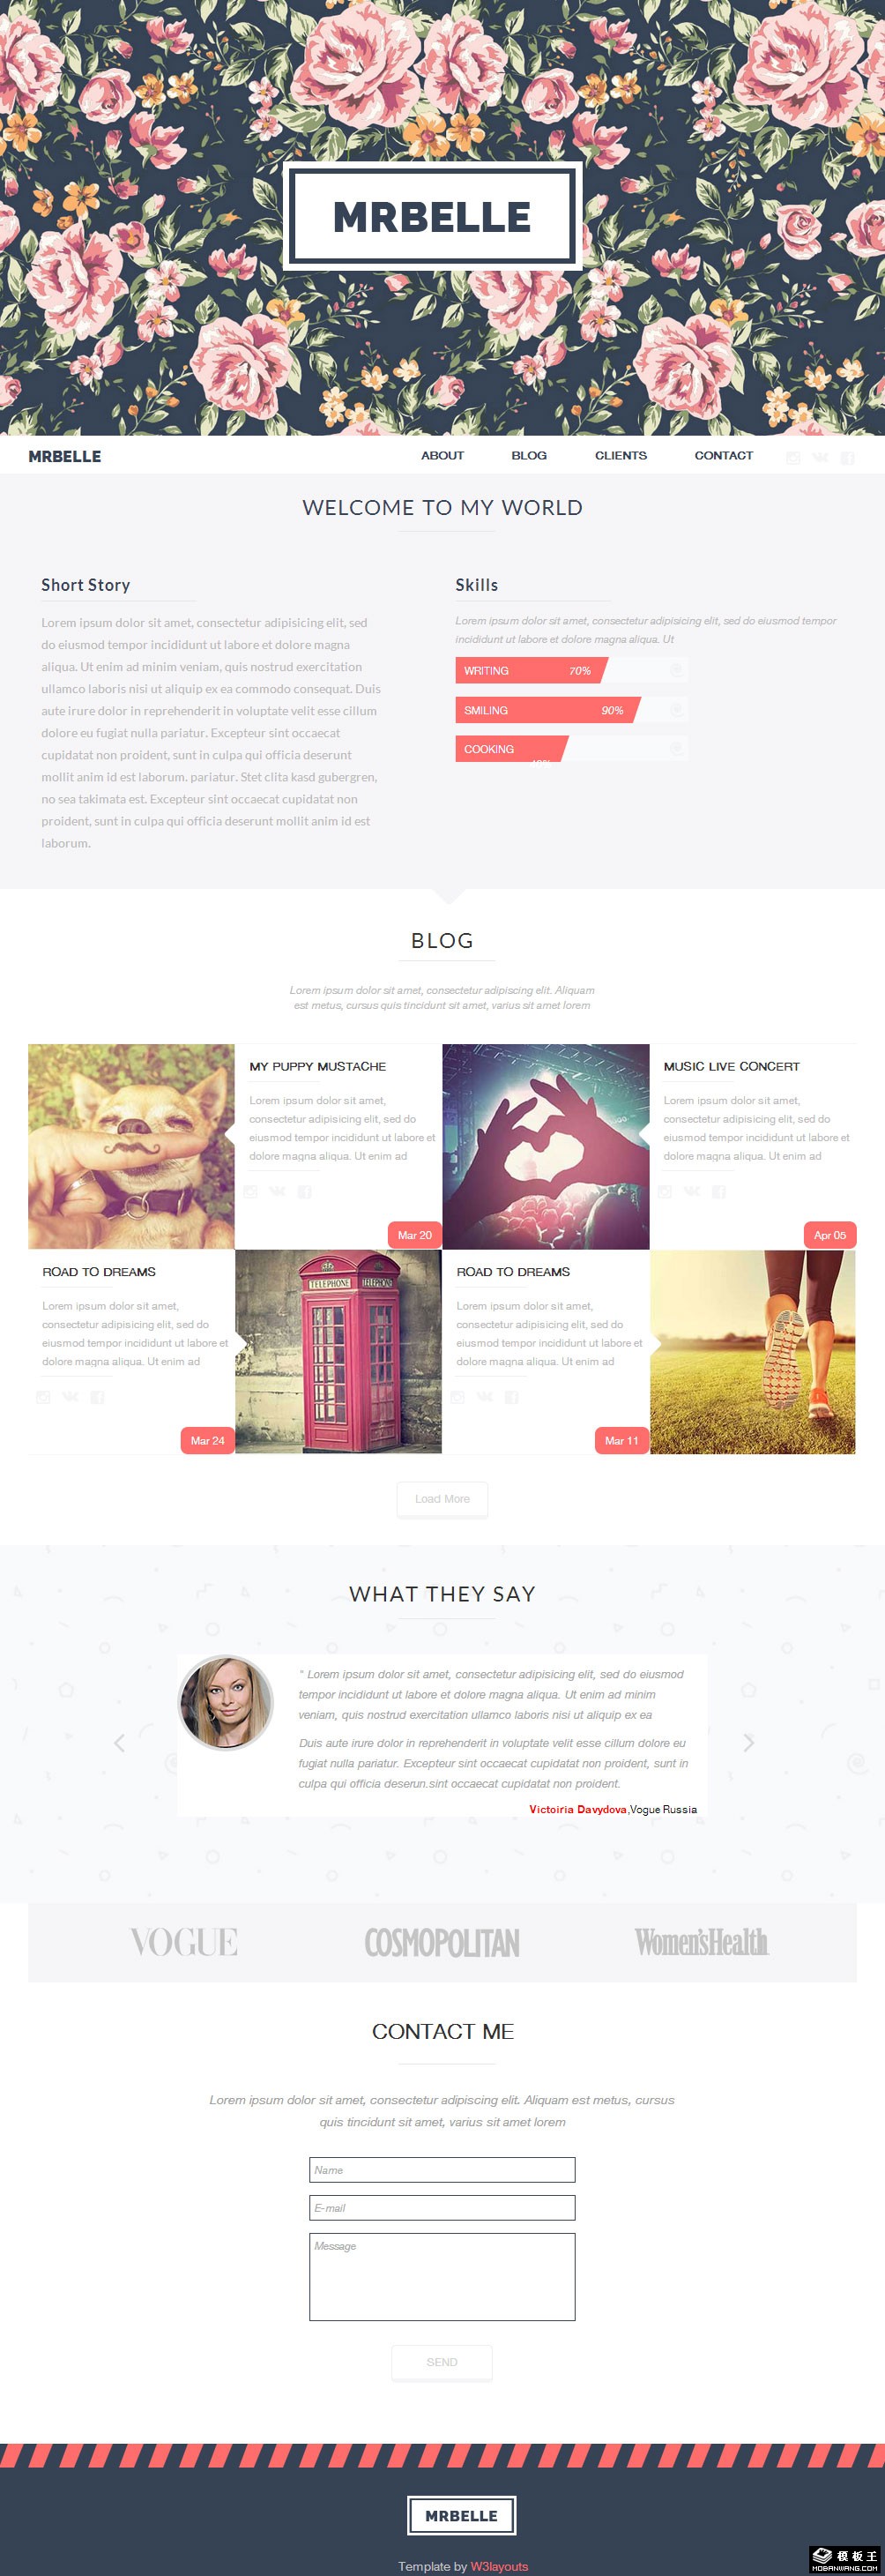 MRBELLE
MRBELLE
ABOUT BLOG CLIENTS CONTACT
WELCOME TO MY WORLD
Short Story
Lorem ipsum dolor sit amet, consectetur adipisicing elit, sed
do eiusmod tempor incididunt ut labore et dolore magna
aliqua. Ut enim ad minim veniam, quis nostrud exercitation
ullamco laboris nisi ut aliquip ex ea commodo consequat. Duis
aute irure dolor in reprehenderit in voluptate velit esse cillum
dolore eu fugiat nulla pariatur. Excepteur sint occaecat
cupidatat non proident, sunt in culpa qui officia deserunt
mollit anim id est laborum. pariatur. Stet clita kasd gubergren,
no sea takimata est. Excepteur sint occaecat cupidatat non
proident, sunt in culpa qui officia deserunt mollit anim id est
laborum.
Skills
Lorem ipsum dolor sit amet, consectetur adipisicing elit, sed do eiusmod tempor
incididunt ut labore et dolore magna aliqua. Ut
WRITING 70%
SMILING 90%
COOKING
BLOG
Lorem ipsum dolor sit amet, consectetur adipiscing elit. Aliquam
est metus, cursus quis tincidunt sit amet, varius sit amet lorem
MY PUPPY MUSTACHE
Lorem ipsum dolor sit amet,
consectetur adipisicing elit, sed do
eiusmod tempor incididunt ut labore et
dolore magna aliqua. Ut enim ad
Mar 20
MUSIC LIVE CONCERT
Lorem ipsum dolor sit amet,
consectetur adipisicing elit, sed do
eiusmod tempor incididunt ut labore et
dolore magna aliqua. Ut enim ad
Apr 05
ROAD TO DREAMS
Lorem ipsum dolor sit amet,
consectetur adipisicing elit, sed do
eiusmod tempor incididunt ut labore et
dolore magna aliqua. Ut enim ad
Mar 24
TELEPHONE TELEPHONE
ROAD TO DREAMS
Lorem ipsum dolor sit amet,
consectetur adipisicing elit, sed do
eiusmod tempor incididunt ut labore et
dolore magna aliqua. Ut enim ad
Mar 11
Load More
WHAT THEY SAY
" Lorem ipsum dolor sit amet, consectetur adipisicing elit, sed do eiusmod
tempor incididunt ut labore et dolore magna aliqua. Ut enim ad minim
veniam, quis nostrud exercitation ullamco laboris nisi ut aliquip ex ea
Duis aute irure dolor in reprehenderit in voluptate velit esse cillum dolore eu
fugiat nulla pariatur. Excepteur sint occaecat cupidatat non proident, sunt in
culpa qui officia deserun.sint occaecat cupidatat non proident.
Victoiria Davydova,Vogue Russia
VOGUE COSMOPOLITAN Women'sHealth
CONTACT ME
Lorem ipsum dolor sit amet, consectetur adipiscing elit. Aliquam est metus, cursus
quis tincidunt sit amet, varius sit amet lorem
Name
E-mail
Message
SEND
MRBELLE
Template by W3layouts
模板王
MOBANWANG.COM